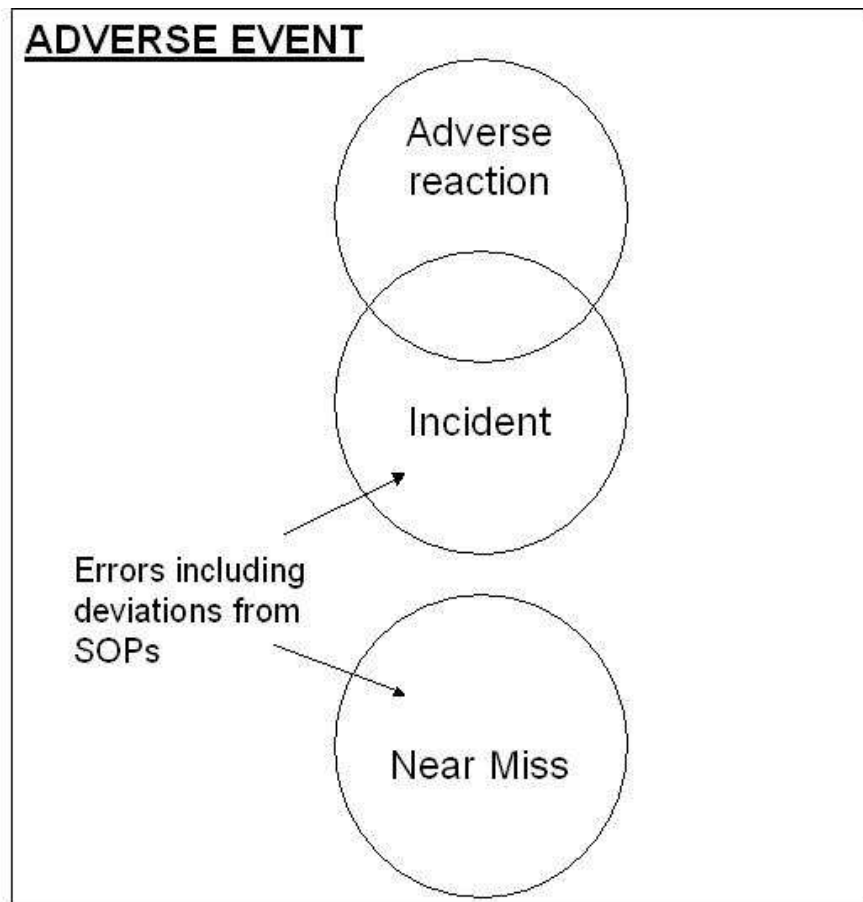 ADVERSE EVENT
Adverse
reaction
Incident
Errors including
deviations from
SOPs
Near Miss